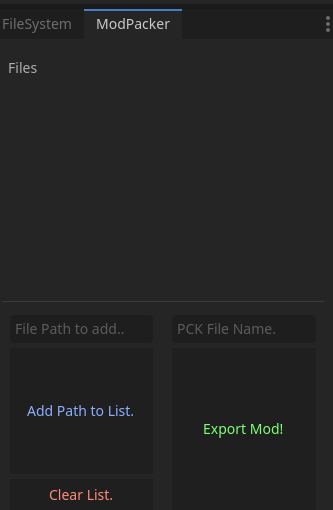 FileSystem ModPacker
Files
File Path to add.. PCK File Name.
Add Path to List.
Export Mod!
Clear List.